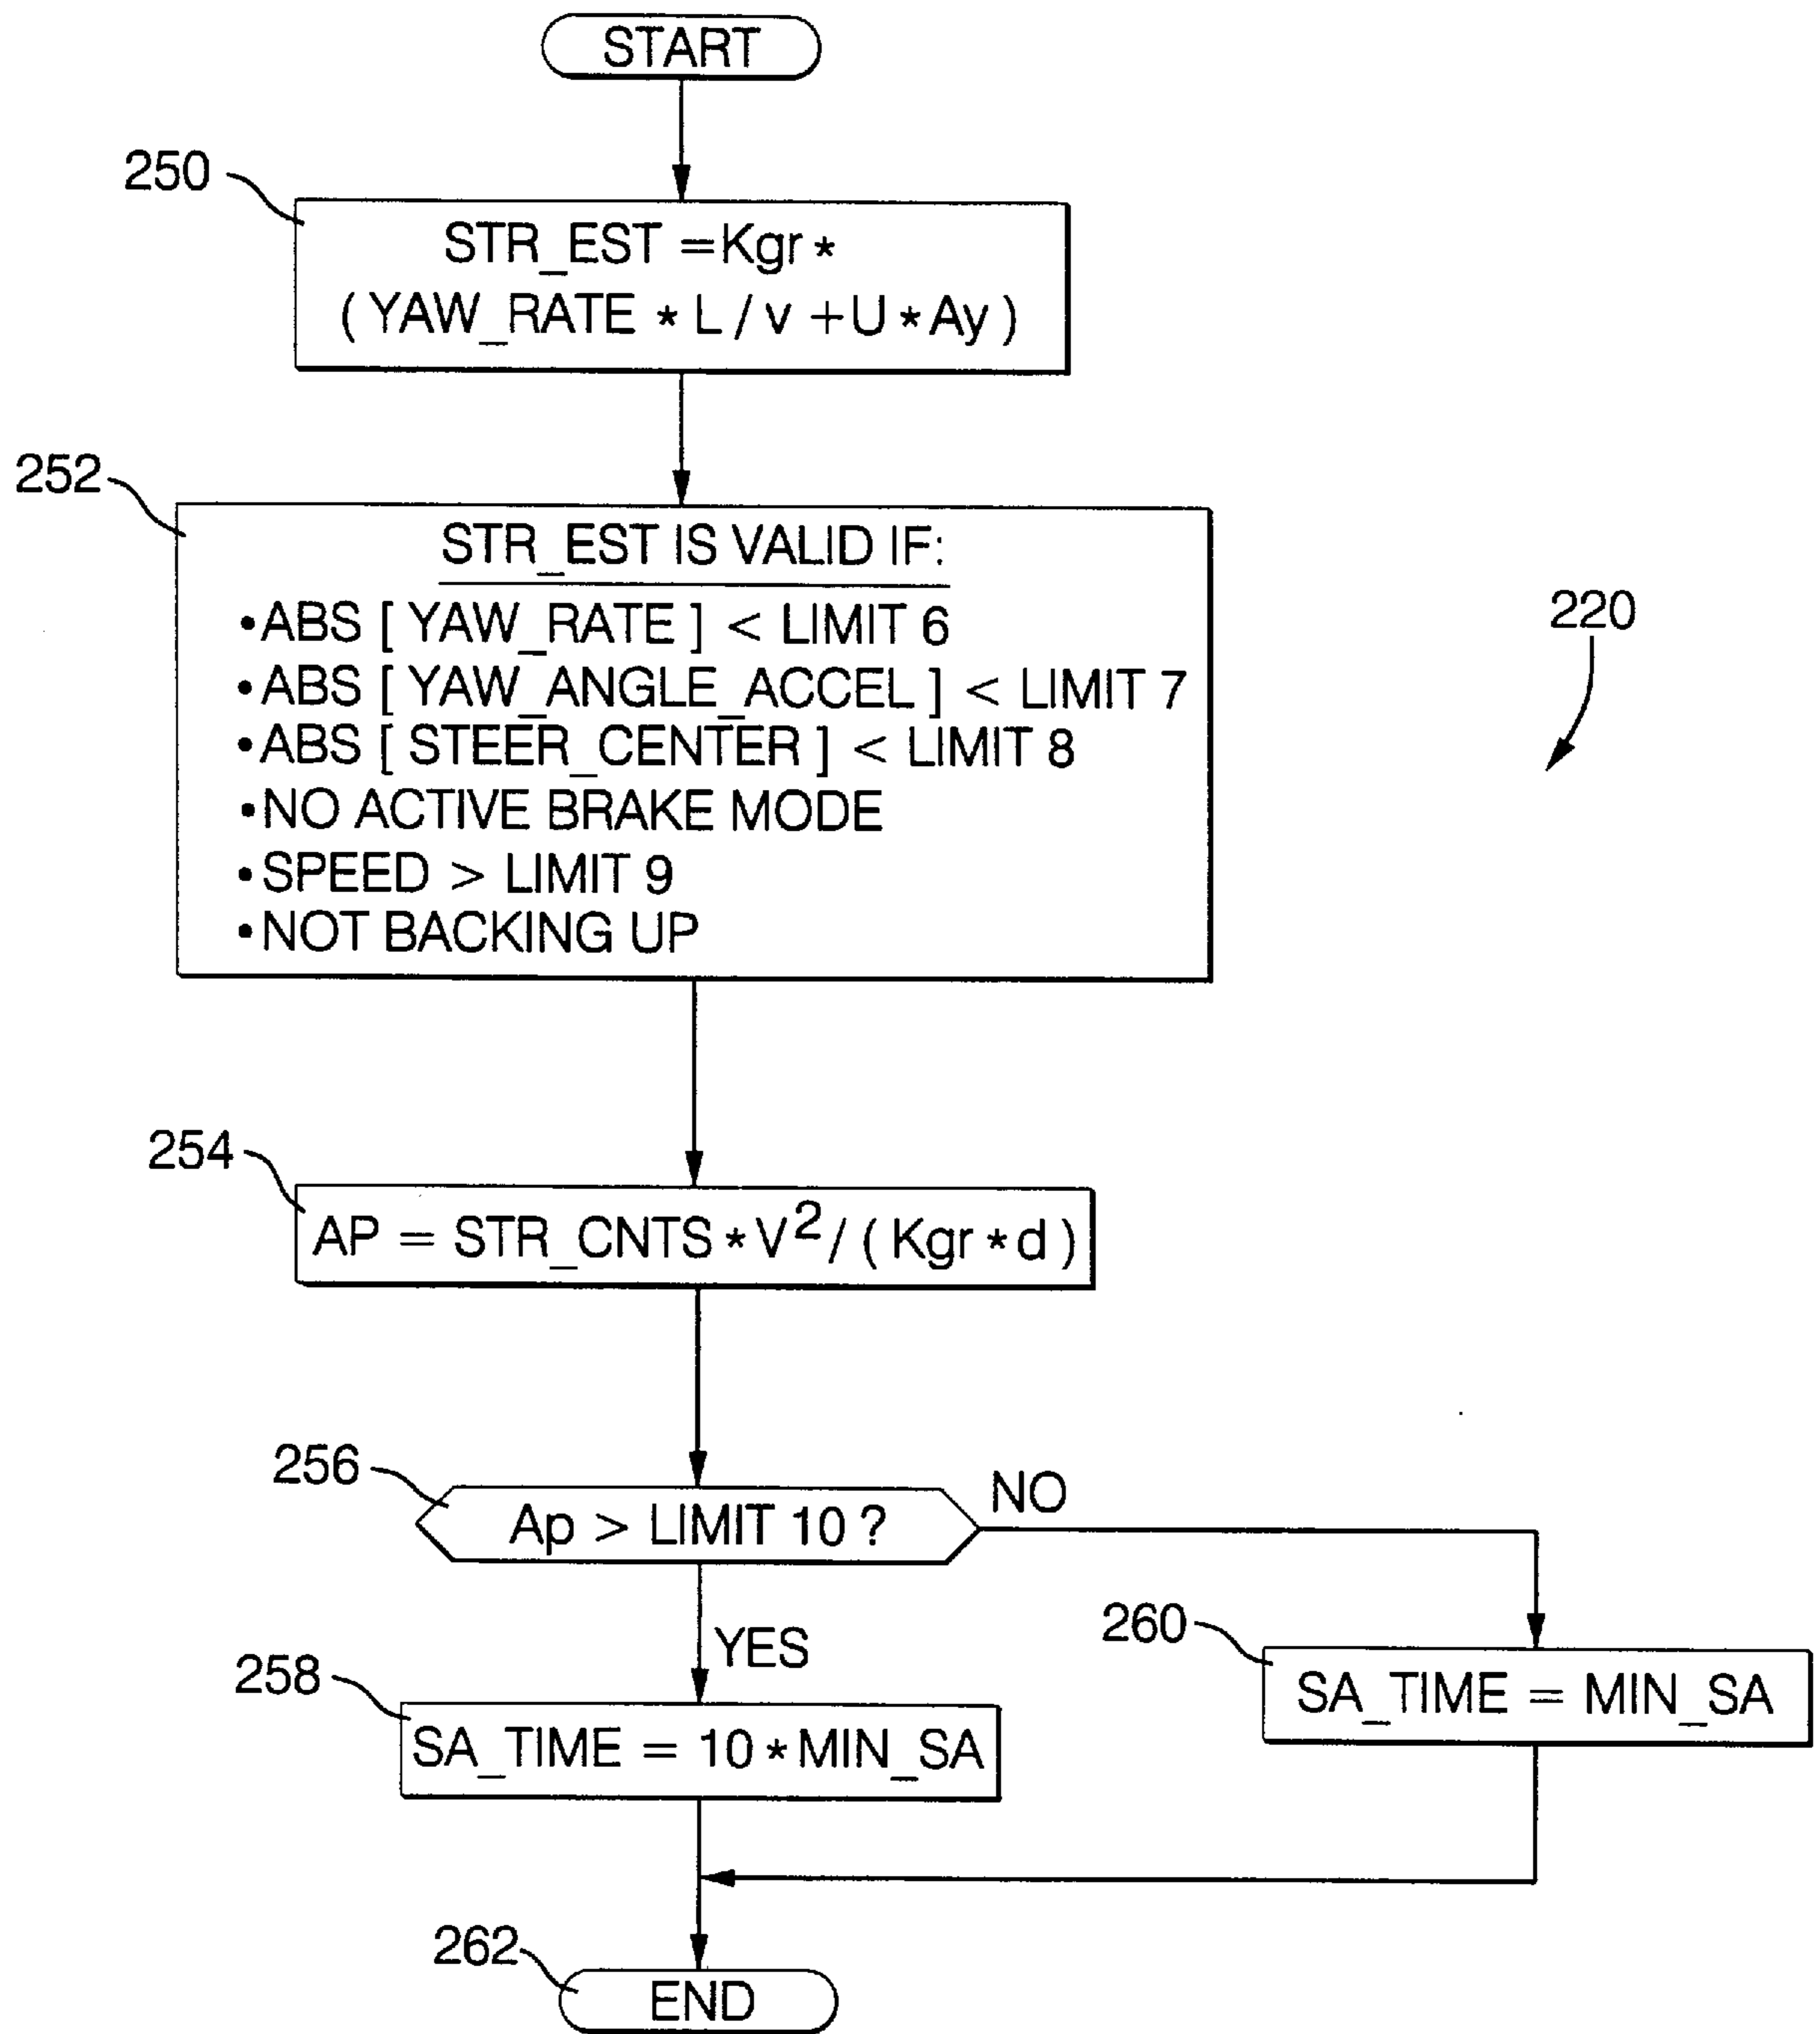 START
250
STR_EST =Kgr *
( YAW_RATE * L / v + U * Ay )
252
STR_EST IS VALID IF:
•ABS [ YAW_RATE ] < LIMIT 6
•ABS [ YAW_ANGLE_ACCEL ] < LIMIT 7
•ABS [ STEER_CENTER ] < LIMIT 8
•NO ACTIVE BRAKE MODE
•SPEED > LIMIT 9
•NOT BACKING UP
220
254
AP = STR_CNTS * V² / ( Kgr * d )
256
Ap > LIMIT 10 ?
NO
YES
258
SA_TIME = 10 * MIN_SA
260
SA_TIME = MIN_SA
262
END